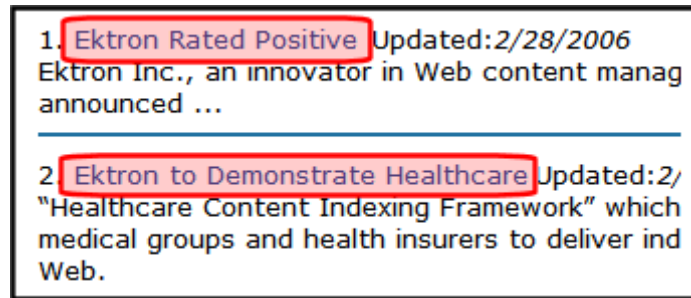 1. Ektron Rated Positive Updated:2/28/2006
Ektron Inc., an innovator in Web content manag
announced ...
2. Ektron to Demonstrate Healthcare Updated:2/
“Healthcare Content Indexing Framework” which
medical groups and health insurers to deliver ind
Web.